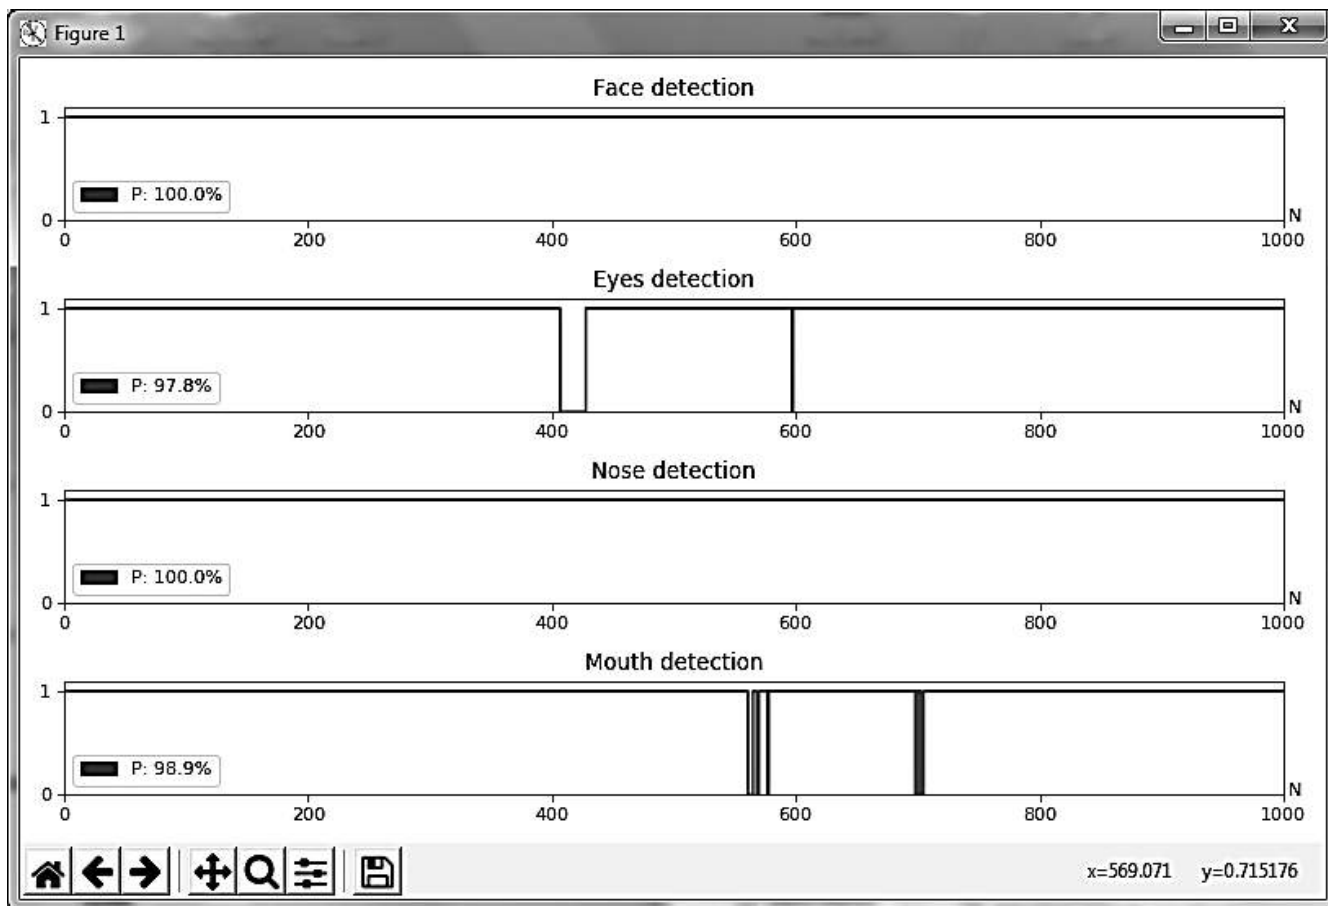 Figure 1
Face detection
1
P: 100.0%
0
N
0 200 400 600 800 1000
Eyes detection
1
P: 97.8%
0
N
0 200 400 600 800 1000
Nose detection
1
P: 100.0%
0
N
0 200 400 600 800 1000
Mouth detection
1
P: 98.9%
0
N
0 200 400 600 800 1000
x=569.071 y=0.715176